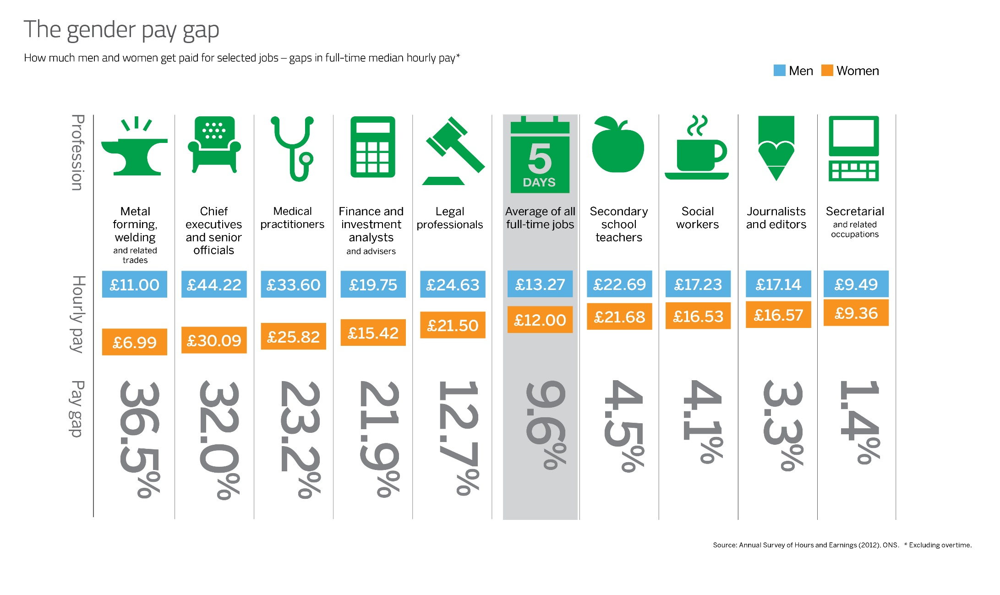 The gender pay gap
How much men and women get paid for selected jobs – gaps in full-time median hourly pay*
Men Women
Profession
5
DAYS
Metal
forming,
welding
and related
trades
Chief
executives
and senior
officials
Medical
practitioners
Finance and
investment
analysts
and advisers
Legal
professionals
Average of all
full-time jobs
Secondary
school
teachers
Social
workers
Journalists
and editors
Secretarial
and related
occupations
Hourly pay
£11.00 £44.22 £33.60 £19.75 £24.63 £13.27 £22.69 £17.23 £17.14 £9.49
£6.99 £30.09 £25.82 £15.42 £21.50 £12.00 £21.68 £16.53 £16.57 £9.36
Pay gap
36.5%
32.0%
23.2%
21.9%
12.7%
9.6%
4.5%
4.1%
3.3%
1.4%
Source: Annual Survey of Hours and Earnings (2012), ONS. * Excluding overtime.